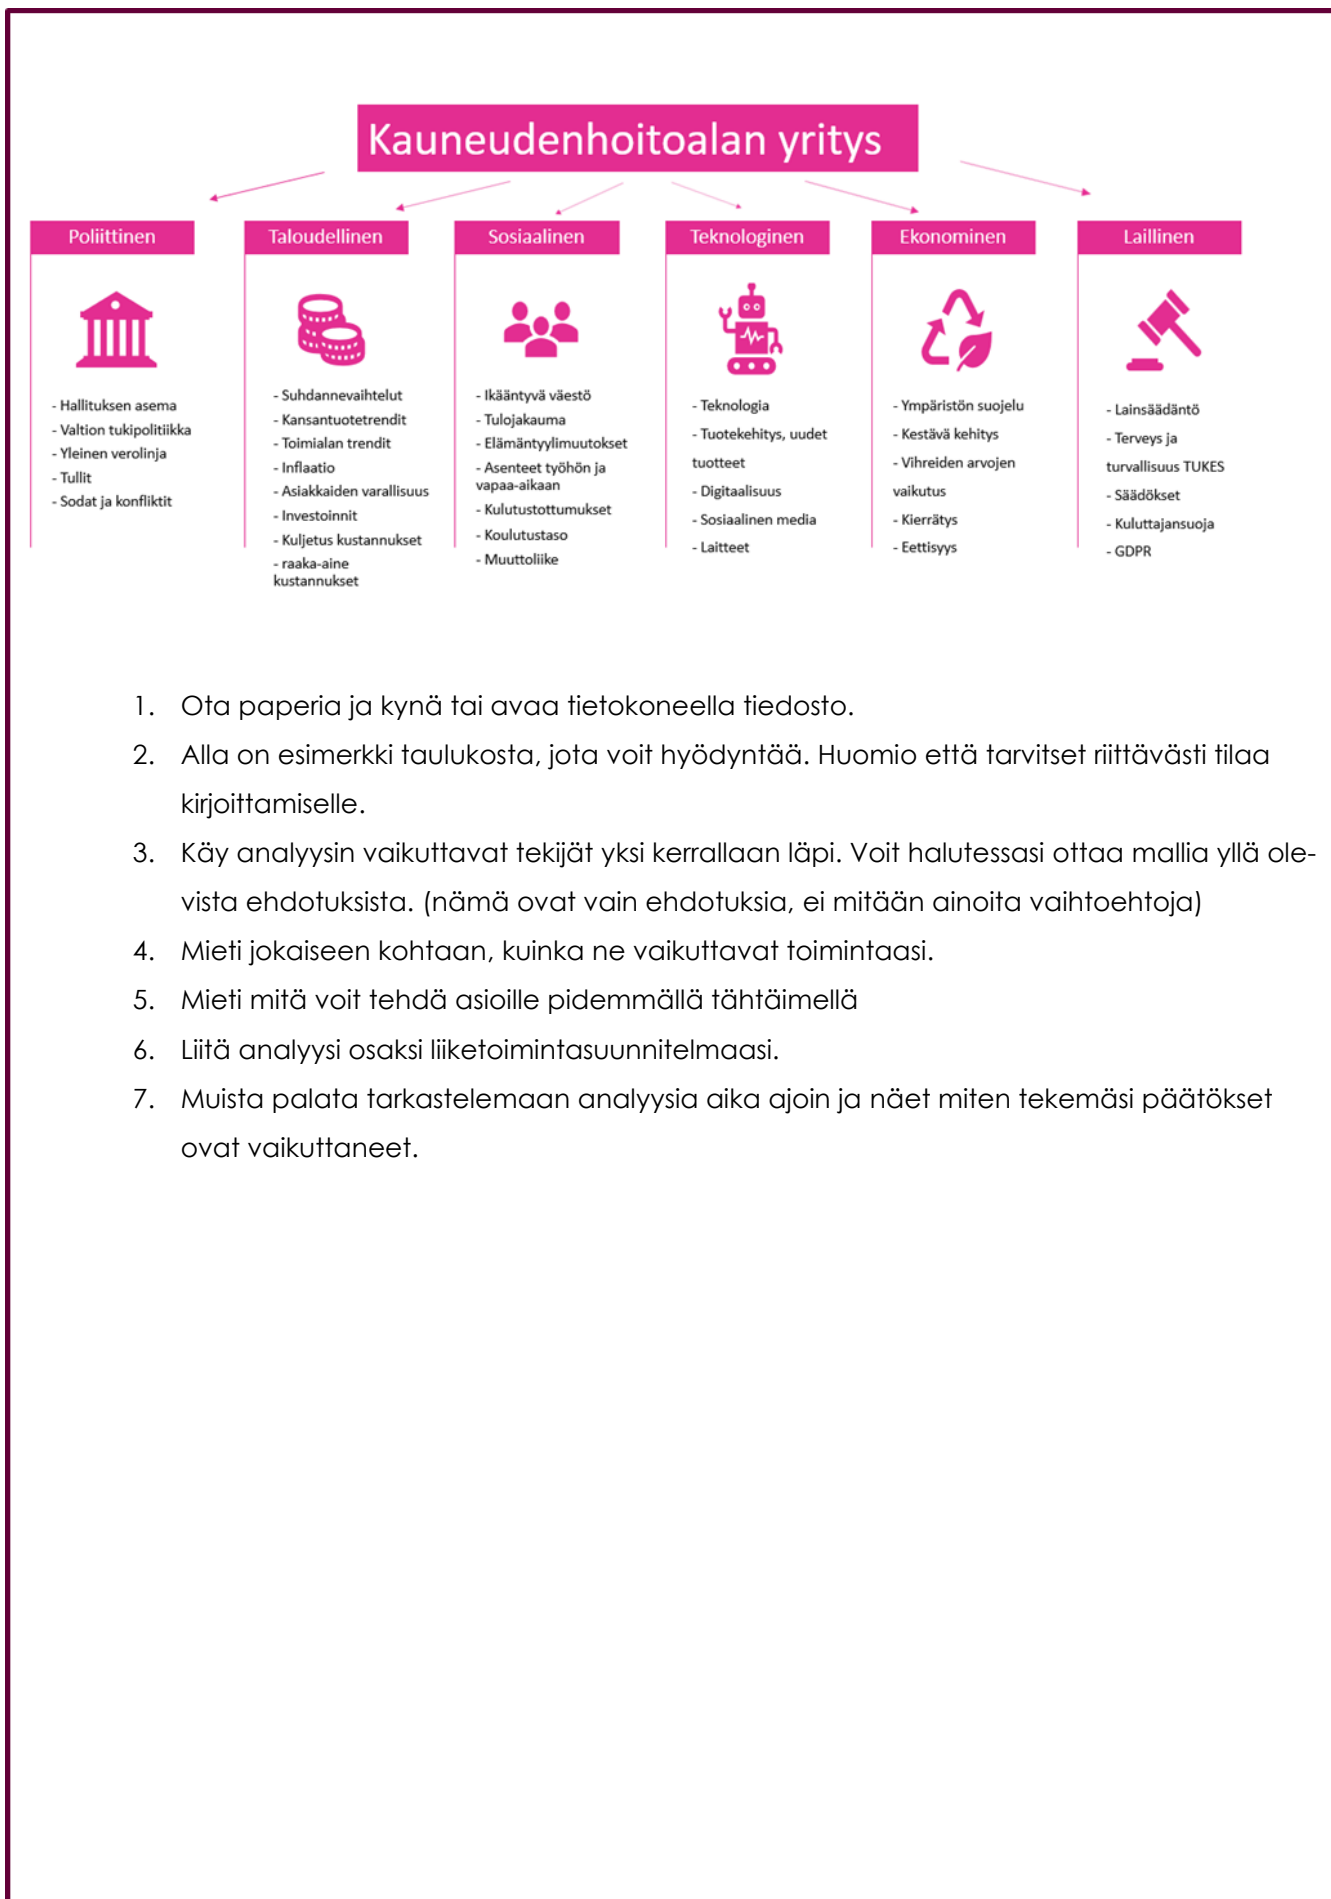 Kauneudenhoitoalan yritys
Poliittinen
- Hallituksen asema
- Valtion tukipolitiikka
- Yleinen verolinja
- Tullit
- Sodat ja konfliktit
Taloudellinen
- Suhdannevaihtelut
- Kansantuotetrendit
- Toimialan trendit
- Inflaatio
- Asiakkaiden varallisuus
- Investoinnit
- Kuljetus kustannukset
- raaka-aine
kustannukset
Sosiaalinen
- Ikääntyvä väestö
- Tulojakauma
- Elämäntyylimuutokset
- Asenteet työhön ja
vapaa-aikaan
- Kulutustottumukset
- Koulutustaso
- Muuttoliike
Teknologinen
- Teknologia
- Tuotekehitys, uudet
tuotteet
- Digitaalisuus
- Sosiaalinen media
- Laitteet
Ekonominen
- Ympäristön suojelu
- Kestävä kehitys
- Vihreiden arvojen
vaikutus
- Kierrätys
- Eettisyys
Laillinen
- Lainsäädäntö
- Terveys ja
turvallisuus TUKES
- Säädökset
- Kuluttajansuoja
- GDPR
1. Ota paperia ja kynä tai avaa tietokoneella tiedosto.
2. Alla on esimerkki taulukosta, jota voit hyödyntää. Huomio että tarvitset riittävästi tilaa
kirjoittamiselle.
3. Käy analyysin vaikuttavat tekijät yksi kerrallaan läpi. Voit halutessasi ottaa mallia yllä ole-
vista ehdotuksista. (nämä ovat vain ehdotuksia, ei mitään ainoita vaihtoehtoja)
4. Mieti jokaiseen kohtaan, kuinka ne vaikuttavat toimintaasi.
5. Mieti mitä voit tehdä asioille pidemmällä tähtäimellä
6. Liitä analyysi osaksi liiketoimintasuunnitelmaasi.
7. Muista palata tarkastelemaan analyysia aika ajoin ja näet miten tekemäsi päätökset
ovat vaikuttaneet.